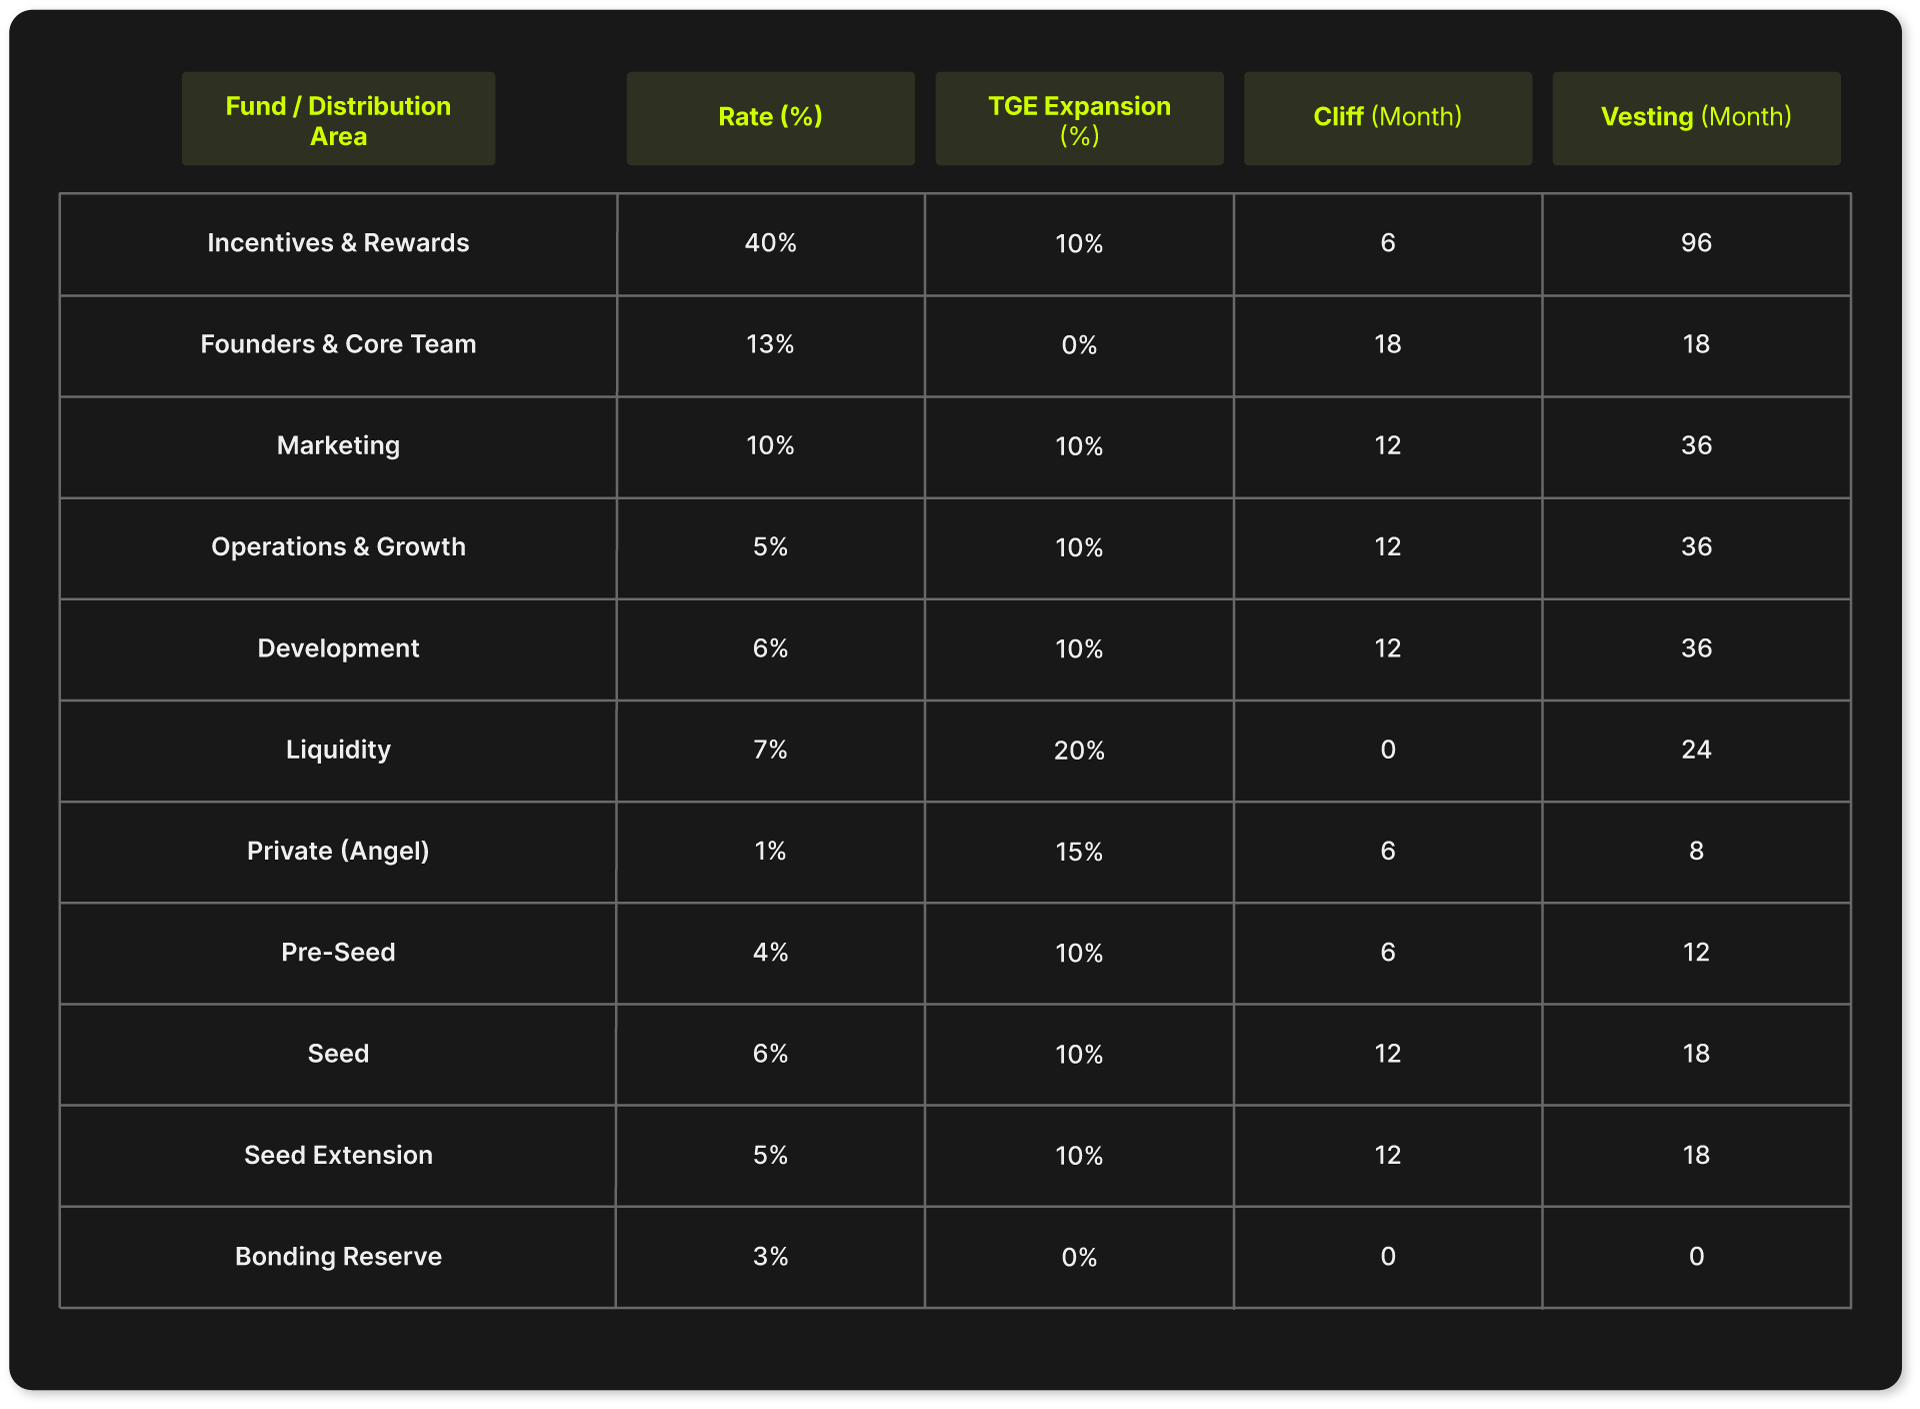 Fund / Distribution
Area
Rate (%)
TGE Expansion
(%)
Cliff (Month)
Vesting (Month)
Incentives & Rewards 40% 10% 6 96
Founders & Core Team 13% 0% 18 18
Marketing 10% 10% 12 36
Operations & Growth 5% 10% 12 36
Development 6% 10% 12 36
Liquidity 7% 20% 0 24
Private (Angel) 1% 15% 6 8
Pre-Seed 4% 10% 6 12
Seed 6% 10% 12 18
Seed Extension 5% 10% 12 18
Bonding Reserve 3% 0% 0 0